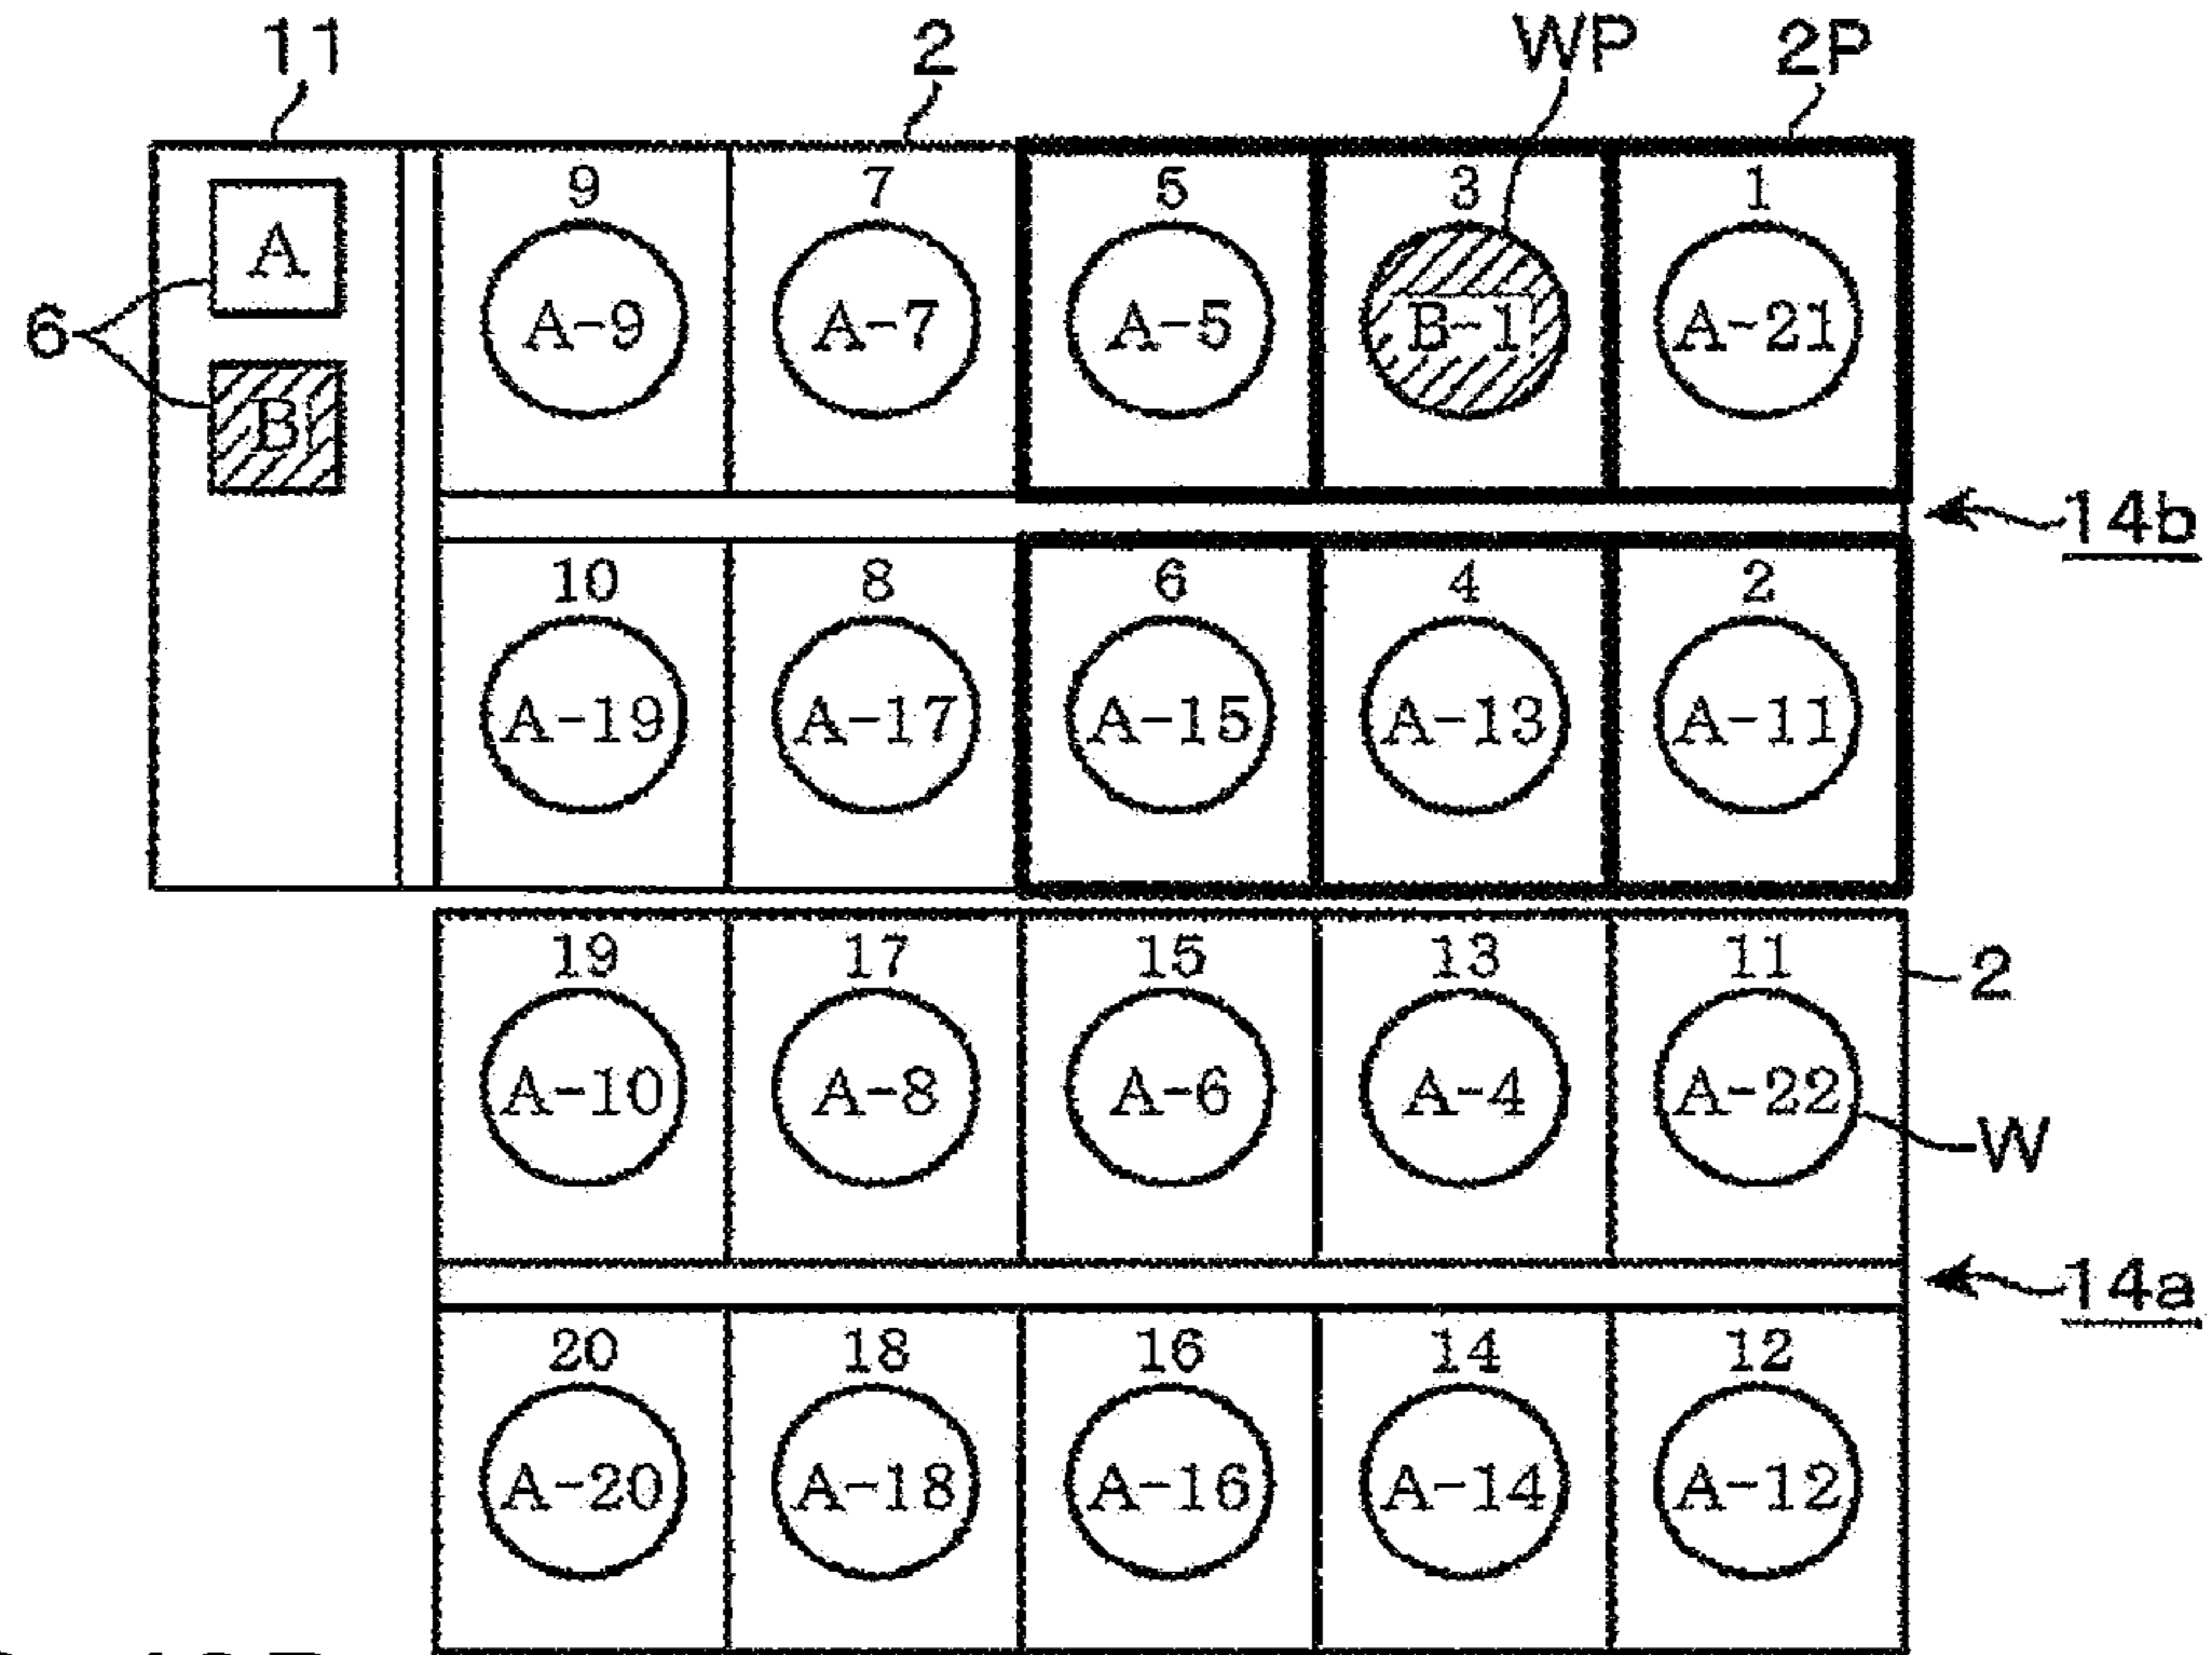 11 2 WP 2P
9 7 5 3 1
A
A-9 A-7 A-5 B-1 A-21
6
B
14b
10 8 6 4 2
A-19 A-17 A-15 A-13 A-11
19 17 15 13 11
2
A-10 A-8 A-6 A-4 A-22
W
14a
20 18 16 14 12
A-20 A-18 A-16 A-14 A-12